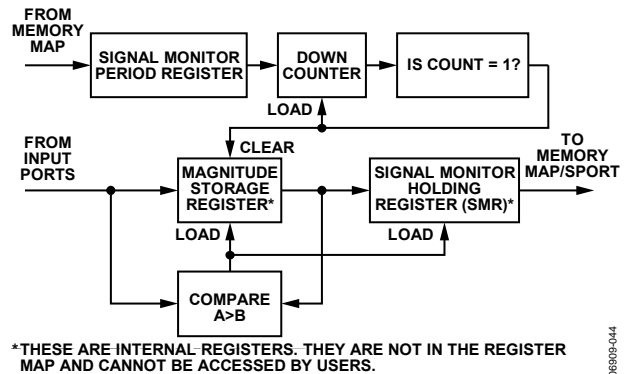 FROM
MEMORY
MAP
SIGNAL MONITOR
PERIOD REGISTER
DOWN
COUNTER
IS COUNT = 1?
LOAD
CLEAR
FROM
INPUT
PORTS
MAGNITUDE
STORAGE
REGISTER*
SIGNAL MONITOR
HOLDING
REGISTER (SMR)*
TO
MEMORY
MAP/SPORT
LOAD
LOAD
COMPARE
A>B
*THESE ARE INTERNAL REGISTERS. THEY ARE NOT IN THE REGISTER
MAP AND CANNOT BE ACCESSED BY USERS.
06909-044